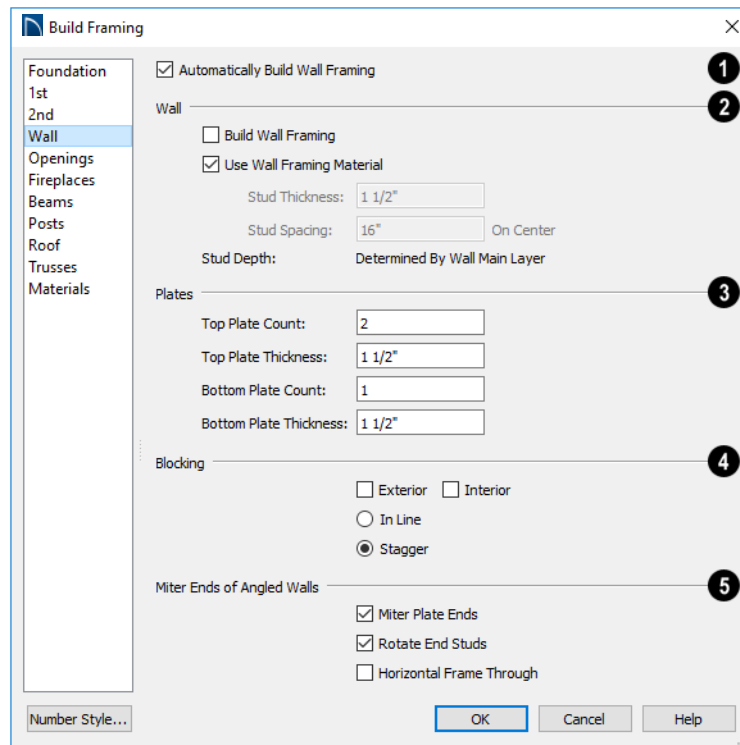 Build Framing
Foundation
1st
2nd
Wall
Openings
Fireplaces
Beams
Posts
Roof
Trusses
Materials
Number Style...
Automatically Build Wall Framing 1
Wall 2
Build Wall Framing
Use Wall Framing Material
Stud Thickness: 1 1/2"
Stud Spacing: 16" On Center
Stud Depth: Determined By Wall Main Layer
Plates 3
Top Plate Count: 2
Top Plate Thickness: 1 1/2"
Bottom Plate Count: 1
Bottom Plate Thickness: 1 1/2"
Blocking 4
Exterior Interior
In Line
Stagger
Miter Ends of Angled Walls 5
Miter Plate Ends
Rotate End Studs
Horizontal Frame Through
OK Cancel Help